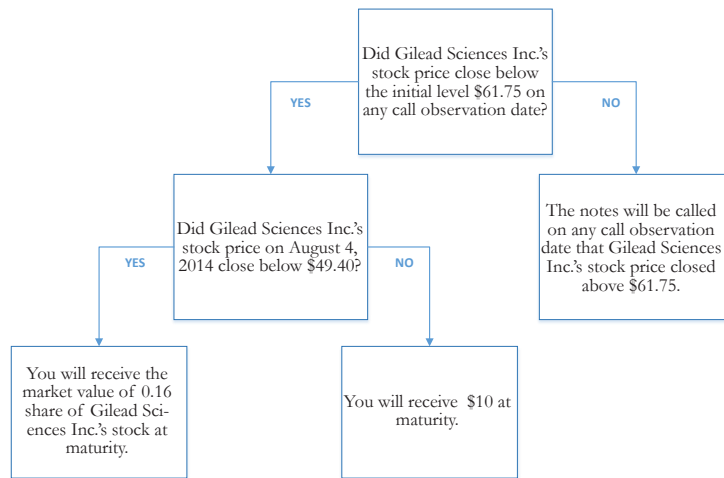 Did Gilead Sciences Inc.'s
stock price close below
the initial level $61.75 on
any call observation date?
YES
NO
Did Gilead Sciences Inc.'s
stock price on August 4,
2014 close below $49.40?
The notes will be called
on any call observation
date that Gilead Sciences
Inc.'s stock price closed
above $61.75.
YES
NO
You will receive the
market value of 0.16
share of Gilead Sci-
ences Inc.'s stock at
maturity.
You will receive $10 at
maturity.